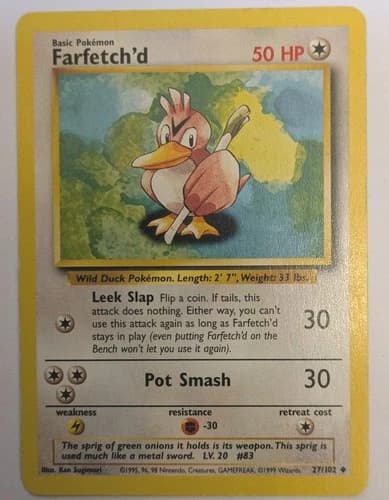 Basic Pokémon
Farfetch'd 50 HP
Wild Duck Pokémon. Length: 2' 7", Weight: 33 lbs.
Leek Slap Flip a coin. If tails, this
attack does nothing. Either way, you can't
use this attack again as long as Farfetch'd
stays in play (even putting Farfetch'd on the
Bench won't let you use it again).
30
Pot Smash 30
weakness resistance retreat cost
-30
The sprig of green onions it holds is its weapon. This sprig is
used much like a metal sword. LV. 20 #83
Illus. Ken Sugimori ©1995, 96, 98 Nintendo, Creatures, GAMEFREAK. ©1999 Wizards. 27/102